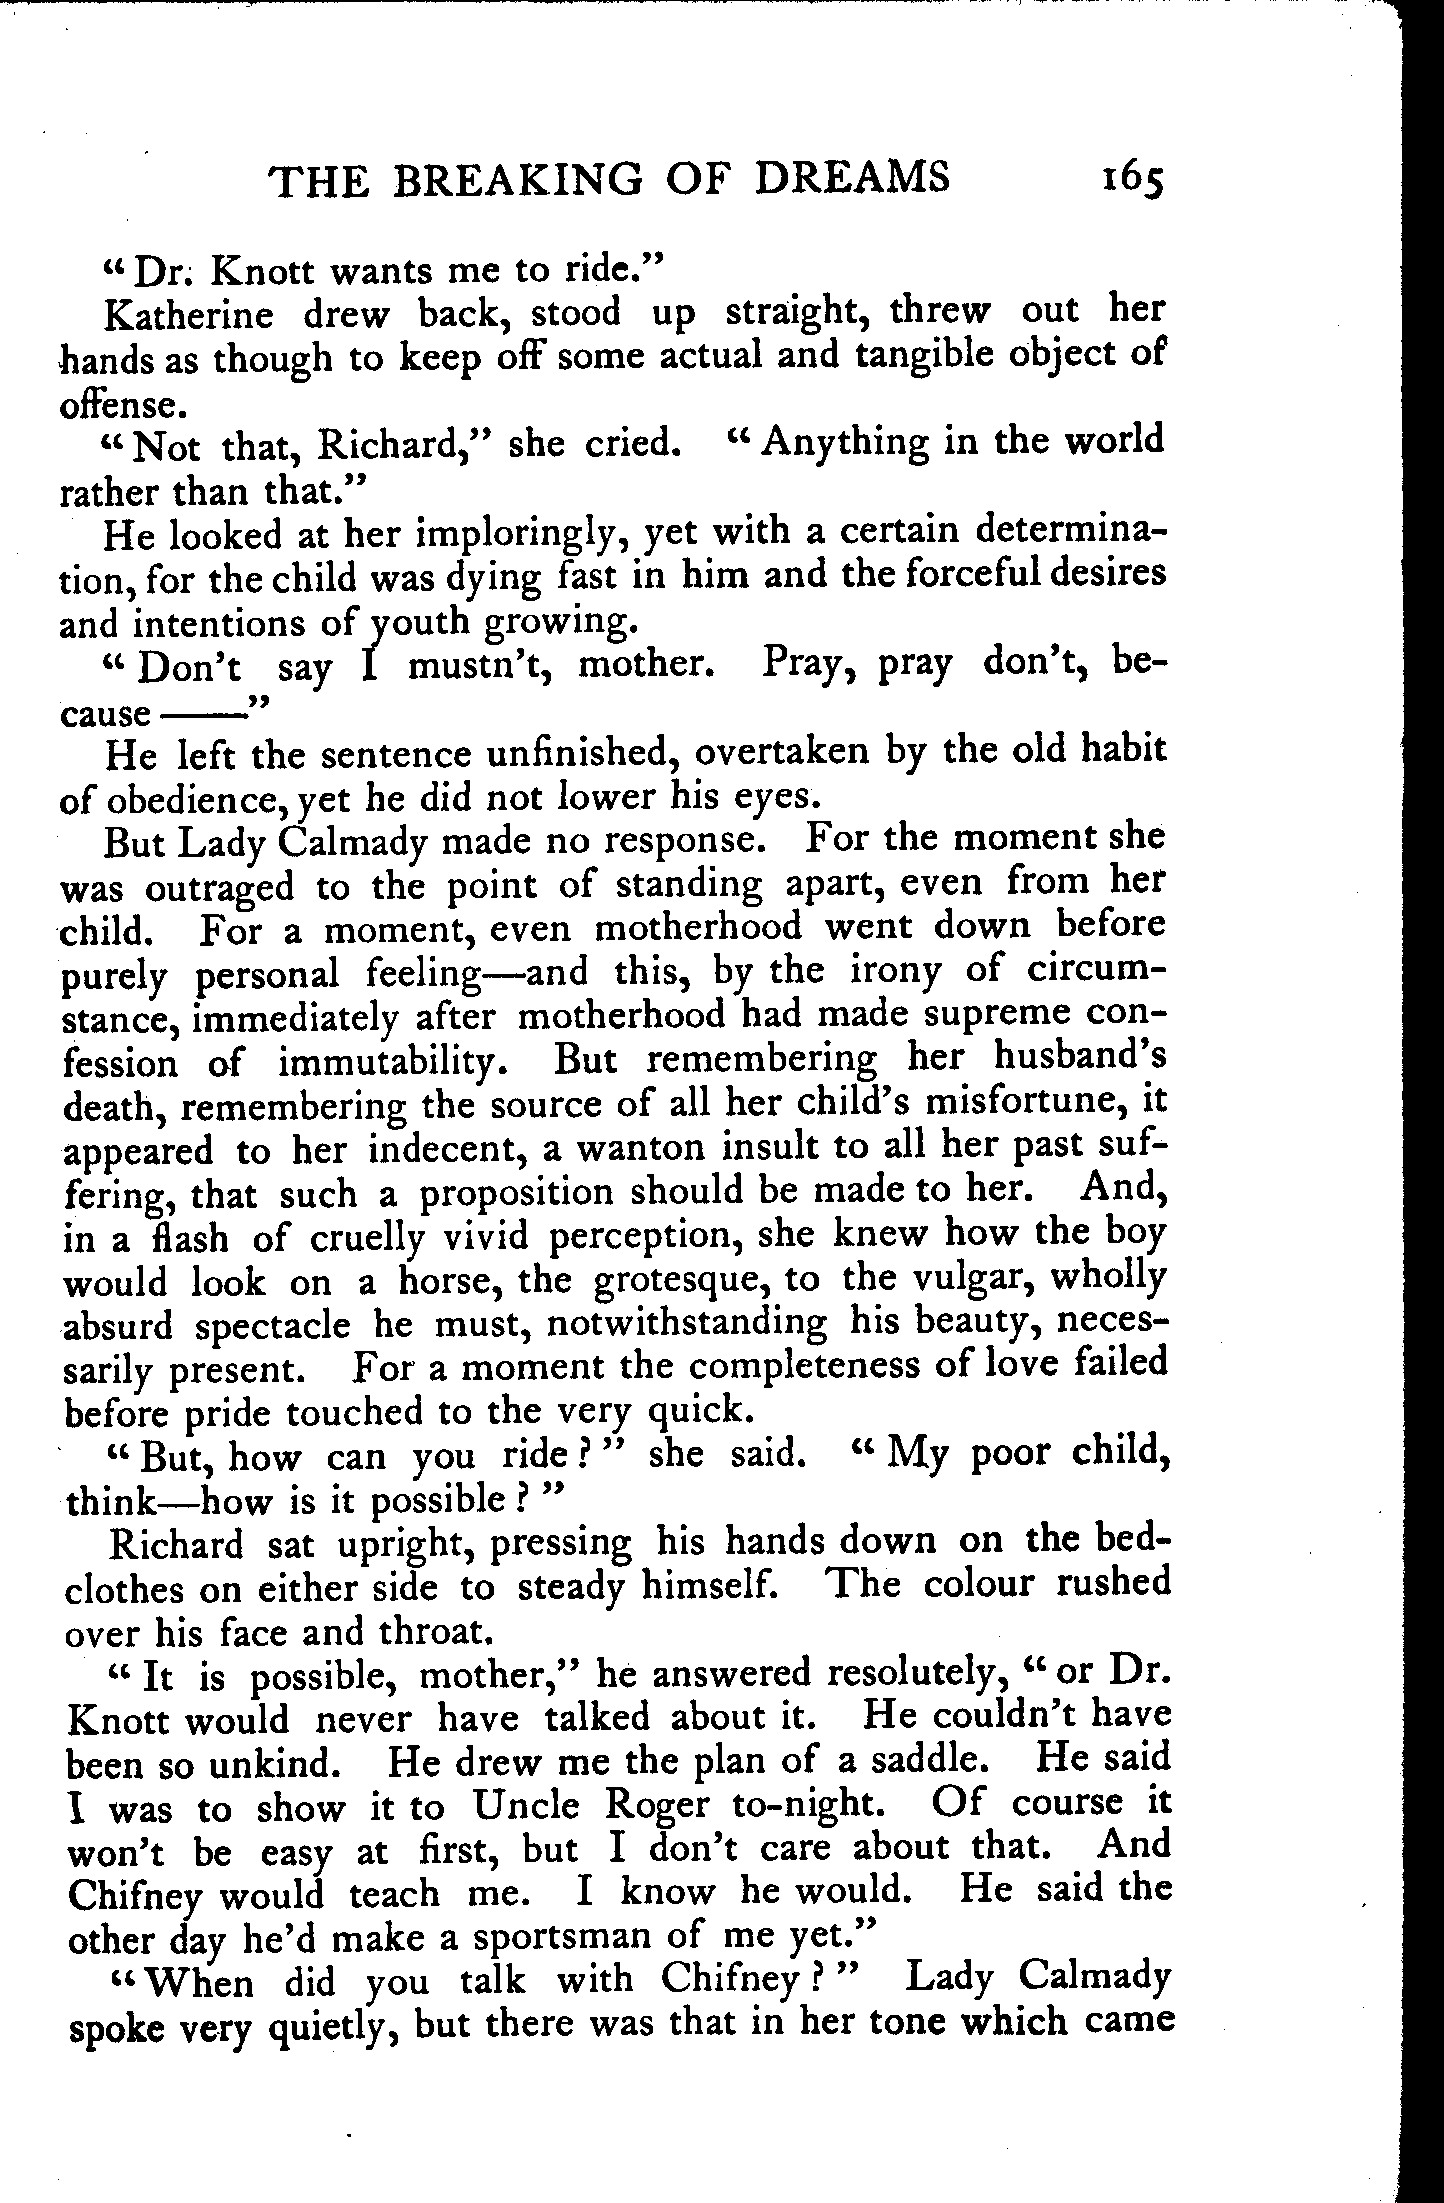 THE BREAKING OF DREAMS 165
“Dr. Knott wants me to ride.”
Katherine drew back, stood up straight, threw out her
hands as though to keep off some actual and tangible object of
offense.
“Not that, Richard,” she cried. “Anything in the world
rather than that.”
He looked at her imploringly, yet with a certain determina-
tion, for the child was dying fast in him and the forceful desires
and intentions of youth growing.
“Don’t say I mustn’t, mother. Pray, pray don’t, be-
cause ——”
He left the sentence unfinished, overtaken by the old habit
of obedience, yet he did not lower his eyes.
But Lady Calmady made no response. For the moment she
was outraged to the point of standing apart, even from her
child. For a moment, even motherhood went down before
purely personal feeling—and this, by the irony of circum-
stance, immediately after motherhood had made supreme con-
fession of immutability. But remembering her husband’s
death, remembering the source of all her child’s misfortune, it
appeared to her indecent, a wanton insult to all her past suf-
fering, that such a proposition should be made to her. And,
in a flash of cruelly vivid perception, she knew how the boy
would look on a horse, the grotesque, to the vulgar, wholly
absurd spectacle he must, notwithstanding his beauty, neces-
sarily present. For a moment the completeness of love failed
before pride touched to the very quick.
“But, how can you ride?” she said. “My poor child,
think—how is it possible?”
Richard sat upright, pressing his hands down on the bed-
clothes on either side to steady himself. The colour rushed
over his face and throat.
“It is possible, mother,” he answered resolutely, “or Dr.
Knott would never have talked about it. He couldn’t have
been so unkind. He drew me the plan of a saddle. He said
I was to show it to Uncle Roger to-night. Of course it
won’t be easy at first, but I don’t care about that. And
Chifney would teach me. I know he would. He said the
other day he’d make a sportsman of me yet.”
“When did you talk with Chifney?” Lady Calmady
spoke very quietly, but there was that in her tone which came